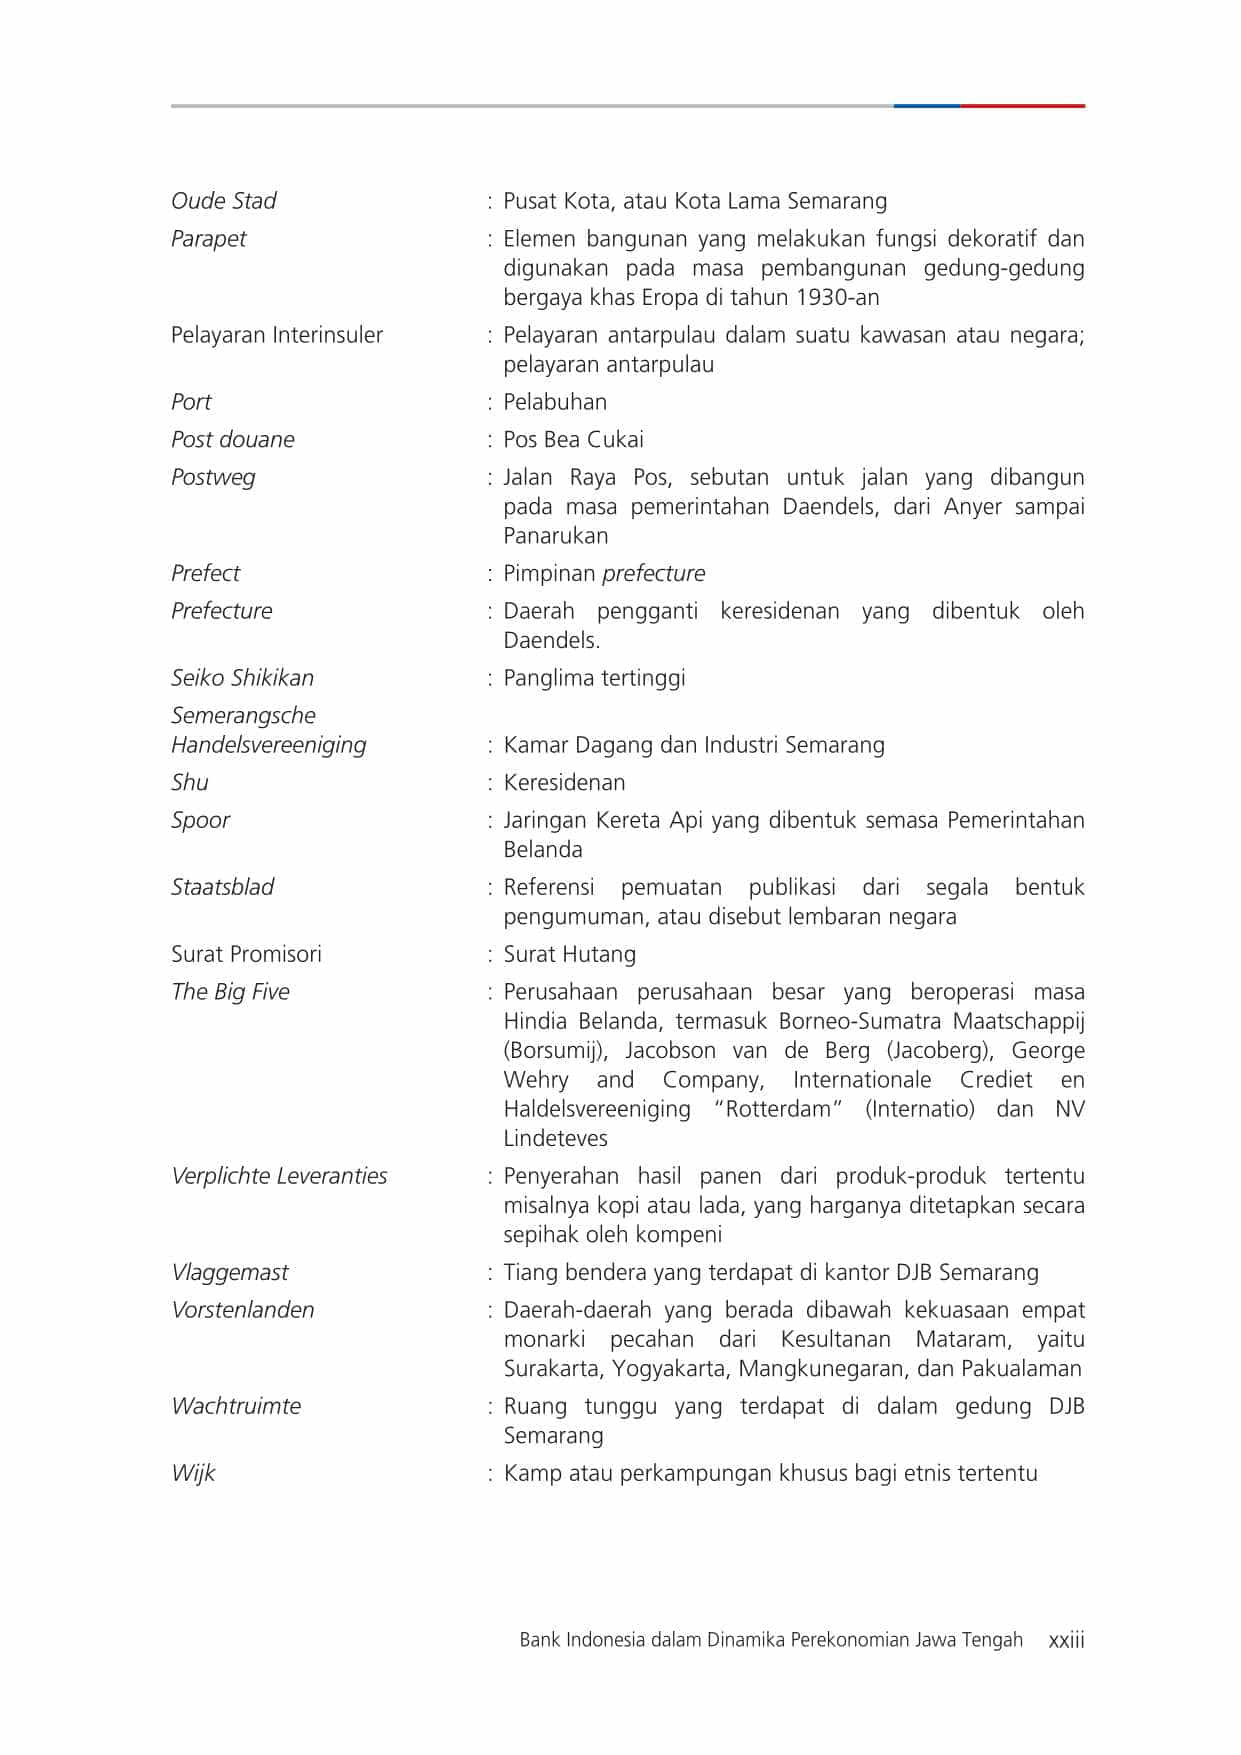 Oude Stad : Pusat Kota, atau Kota Lama Semarang
Parapet : Elemen bangunan yang melakukan fungsi dekoratif dan
digunakan pada masa pembangunan gedung-gedung
bergaya khas Eropa di tahun 1930-an
Pelayaran Interinsuler : Pelayaran antarpulau dalam suatu kawasan atau negara;
pelayaran antarpulau
Port : Pelabuhan
Post douane : Pos Bea Cukai
Postweg : Jalan Raya Pos, sebutan untuk jalan yang dibangun
pada masa pemerintahan Daendels, dari Anyer sampai
Panarukan
Prefect : Pimpinan prefecture
Prefecture : Daerah pengganti keresidenan yang dibentuk oleh
Daendels.
Seiko Shikikan : Panglima tertinggi
Semerangsche
Handelsvereeniging : Kamar Dagang dan Industri Semarang
Shu : Keresidenan
Spoor : Jaringan Kereta Api yang dibentuk semasa Pemerintahan
Belanda
Staatsblad : Referensi pemuatan publikasi dari segala bentuk
pengumuman, atau disebut lembaran negara
Surat Promisori : Surat Hutang
The Big Five : Perusahaan perusahaan besar yang beroperasi masa
Hindia Belanda, termasuk Borneo-Sumatra Maatschappij
(Borsumij), Jacobson van de Berg (Jacoberg), George
Wehry and Company, Internationale Crediet en
Haldelsvereeniging “Rotterdam” (Internatio) dan NV
Lindeteves
Verplichte Leveranties : Penyerahan hasil panen dari produk-produk tertentu
misalnya kopi atau lada, yang harganya ditetapkan secara
sepihak oleh kompeni
Vlaggemast : Tiang bendera yang terdapat di kantor DJB Semarang
Vorstenlanden : Daerah-daerah yang berada dibawah kekuasaan empat
monarki pecahan dari Kesultanan Mataram, yaitu
Surakarta, Yogyakarta, Mangkunegaran, dan Pakualaman
Wachtruimte : Ruang tunggu yang terdapat di dalam gedung DJB
Semarang
Wijk : Kamp atau perkampungan khusus bagi etnis tertentu
Bank Indonesia dalam Dinamika Perekonomian Jawa Tengah xxiii